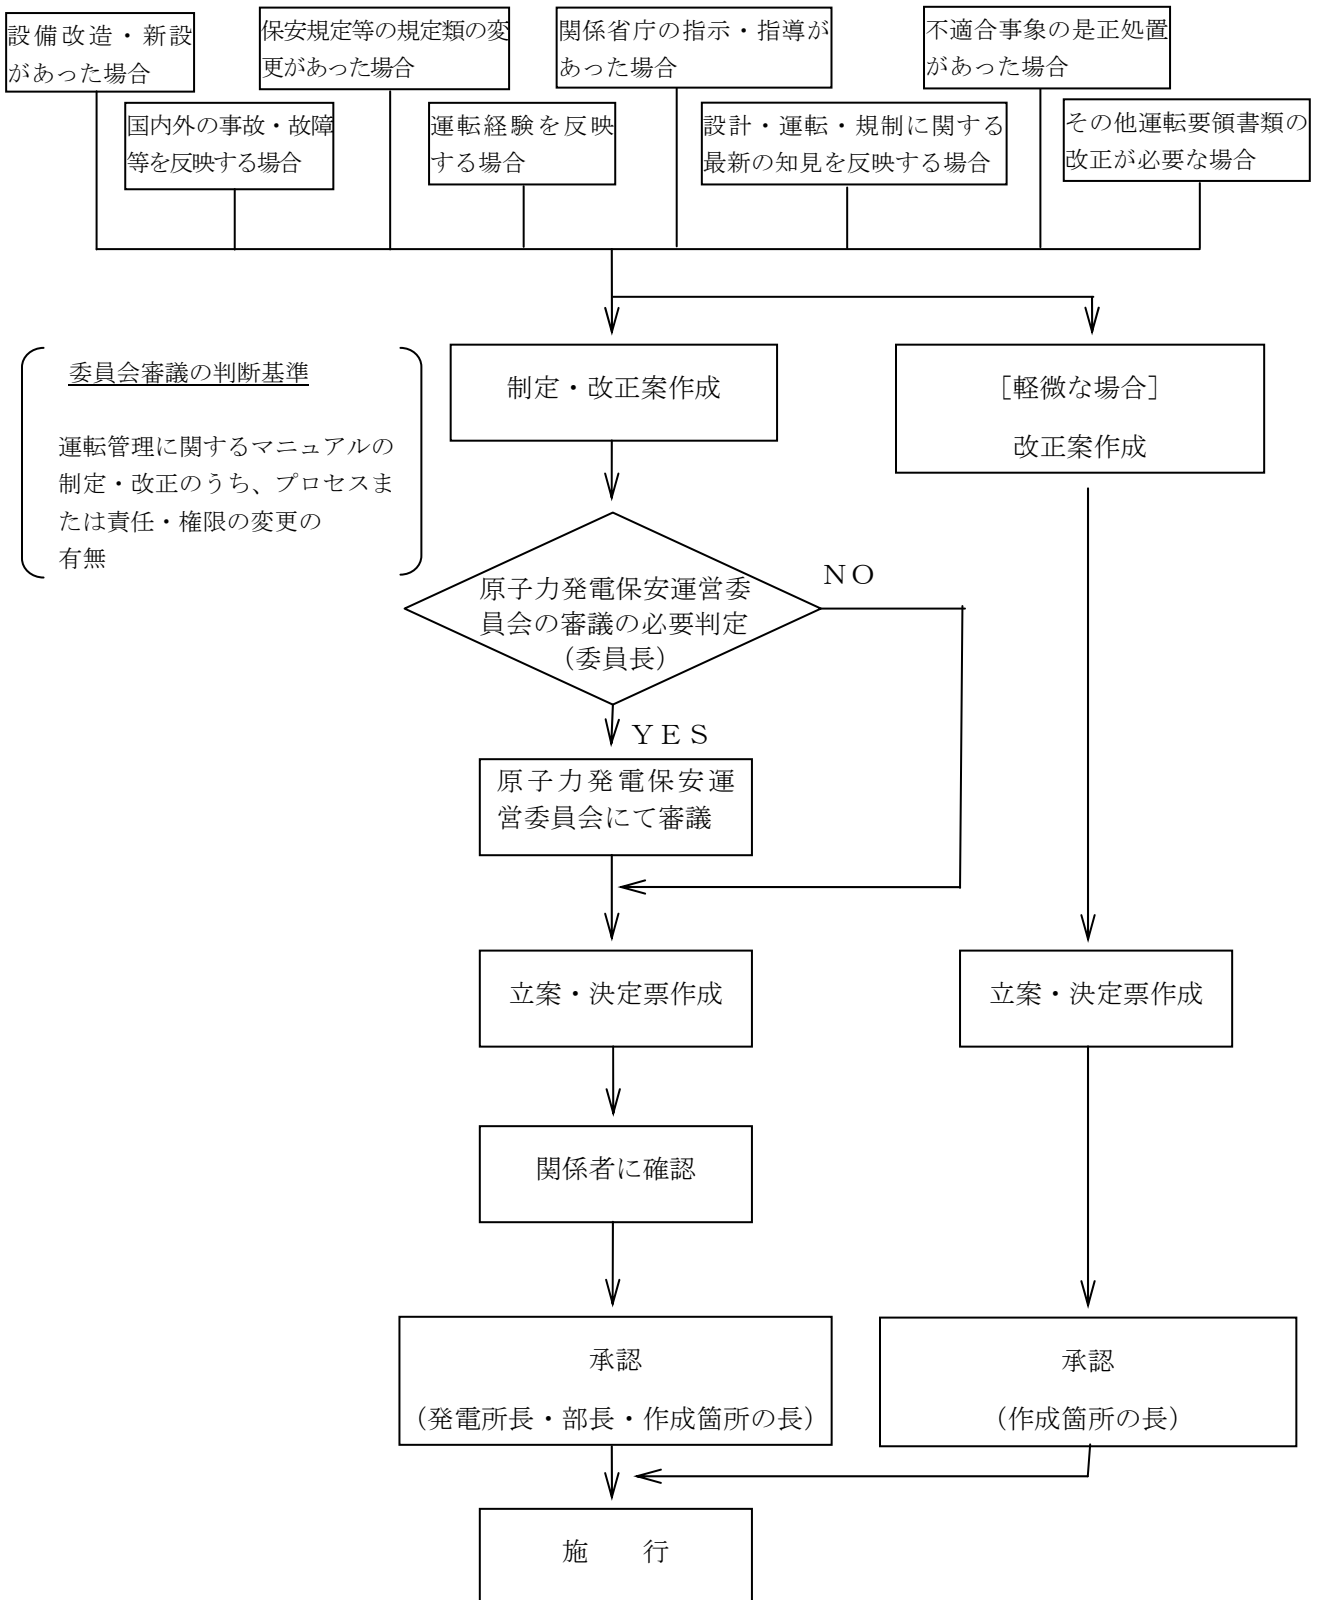 設備改造・新設
があった場合
保安規定等の規定類の変
更があった場合
関係省庁の指示・指導が
あった場合
不適合事象の是正処置
があった場合
国内外の事故・故障
等を反映する場合
運転経験を反映
する場合
設計・運転・規制に関する
最新の知見を反映する場合
その他運転要領書類の
改正が必要な場合
委員会審議の判断基準
運転管理に関するマニュアルの
制定・改正のうち、プロセスま
たは責任・権限の変更の
有無
制定・改正案作成
［軽微な場合］
改正案作成
原子力発電保安運営委
員会の審議の必要判定
（委員長）
ＮＯ
ＹＥＳ
原子力発電保安運
営委員会にて審議
立案・決定票作成
立案・決定票作成
関係者に確認
承認
（発電所長・部長・作成箇所の長）
承認
（作成箇所の長）
施　　行